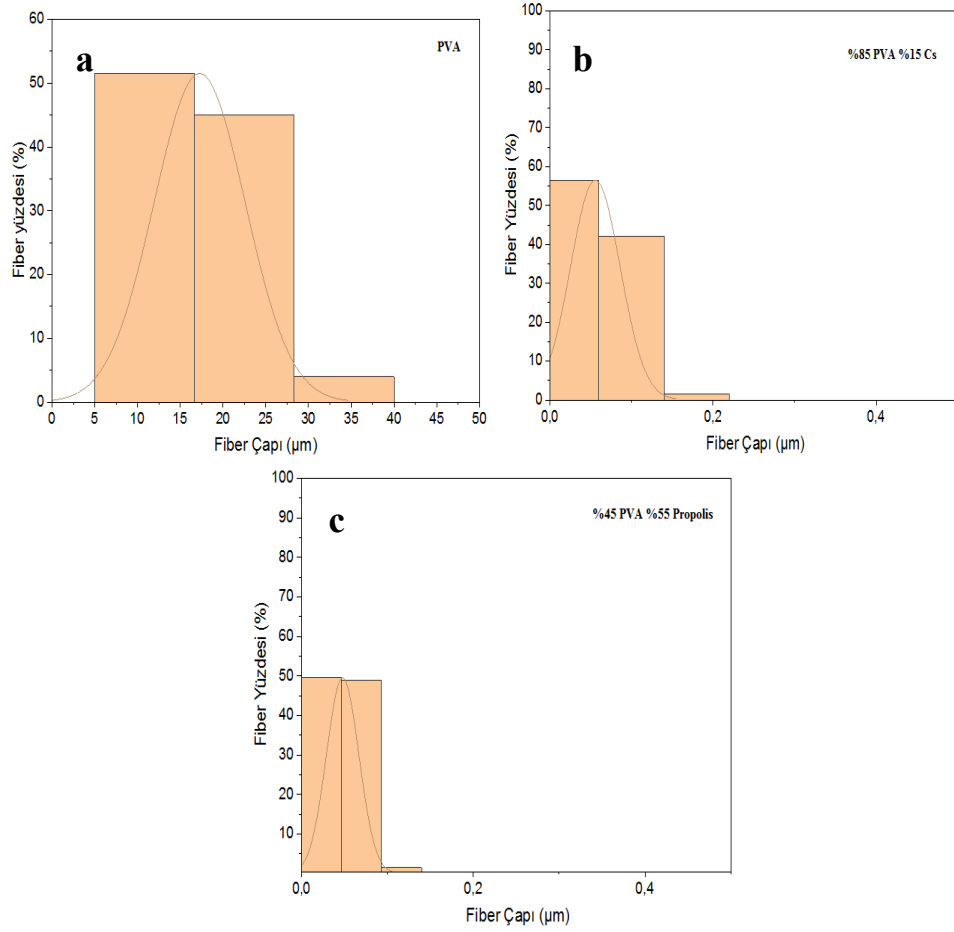 a
PVA
Fiber yüzdesi (%)
60
50
40
30
20
10
0
0 5 10 15 20 25 30 35 40 45 50
Fiber Çapı (µm)
b
%85 PVA %15 Cs
Fiber Yüzdesi (%)
100
90
80
70
60
50
40
30
20
10
0
0,0 0,2 0,4
Fiber Çapı (µm)
c
%45 PVA %55 Propolis
Fiber Yüzdesi (%)
100
90
80
70
60
50
40
30
20
10
0,0 0,2 0,4
Fiber Çapı (µm)